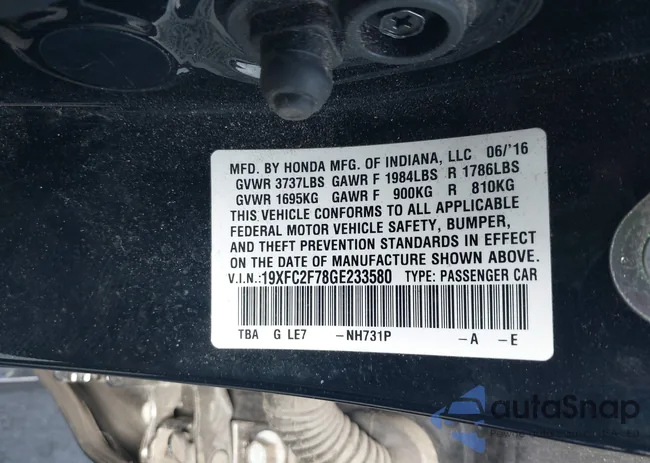 MFD. BY HONDA MFG. OF INDIANA, LLC 06/'16
GVWR 3737LBS GAWR F 1984LBS R 1786LBS
GVWR 1695KG GAWR F 900KG R 810KG
THIS VEHICLE CONFORMS TO ALL APPLICABLE
FEDERAL MOTOR VEHICLE SAFETY, BUMPER,
AND THEFT PREVENTION STANDARDS IN EFFECT
ON THE DATE OF MANUFACTURE SHOWN ABOVE.
V.I.N.:19XFC2F78GE233580 TYPE: PASSENGER CAR
TBA G LE7 -NH731P -A -E
autaSnap
Powered